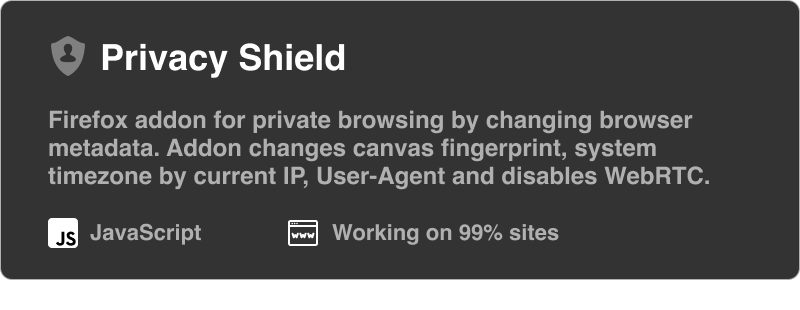 Privacy Shield
Firefox addon for private browsing by changing browser
metadata. Addon changes canvas fingerprint, system
timezone by current IP, User-Agent and disables WebRTC.
JS JavaScript
www Working on 99% sites